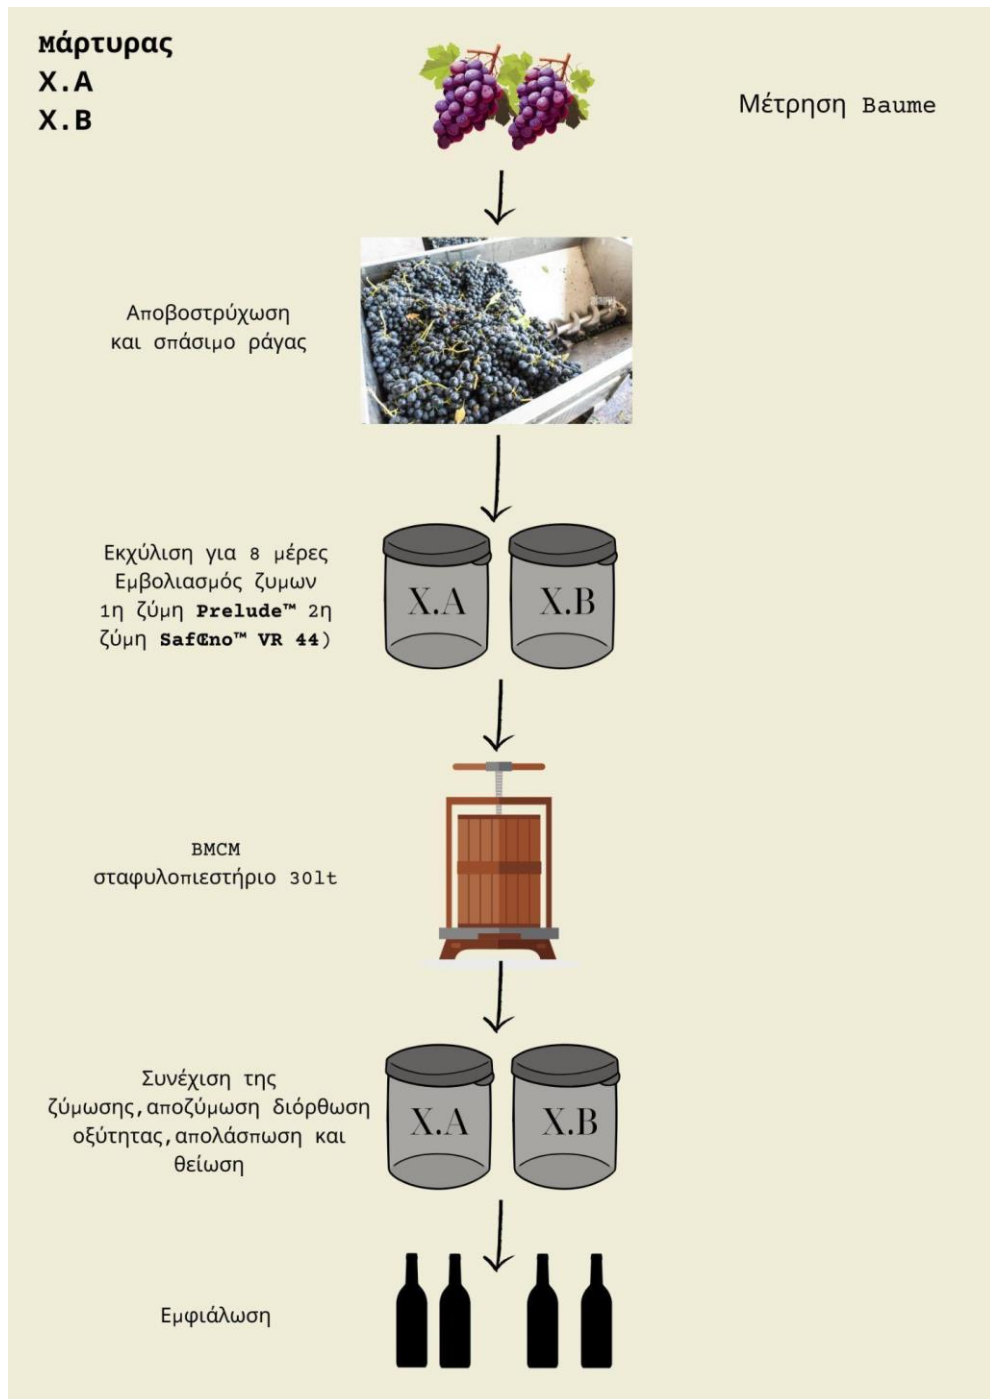 Μάρτυρας
Χ.Α
Χ.Β
Μέτρηση Baume
Αποβοστρύχωση
και σπάσιμο ράγας
Εκχύλιση για 8 μέρες
Εμβολιασμός ζυμων
1η ζύμη Prelude™ 2η
ζύμη SafŒno™ VR 44)
X.A
X.B
BMCM
σταφυλοπιεστήριο 30lt
Συνέχιση της
ζύμωσης,αποζύμωση διόρθωση
οξύτητας,απολάσπωση και
θείωση
X.A
X.B
Εμφιάλωση